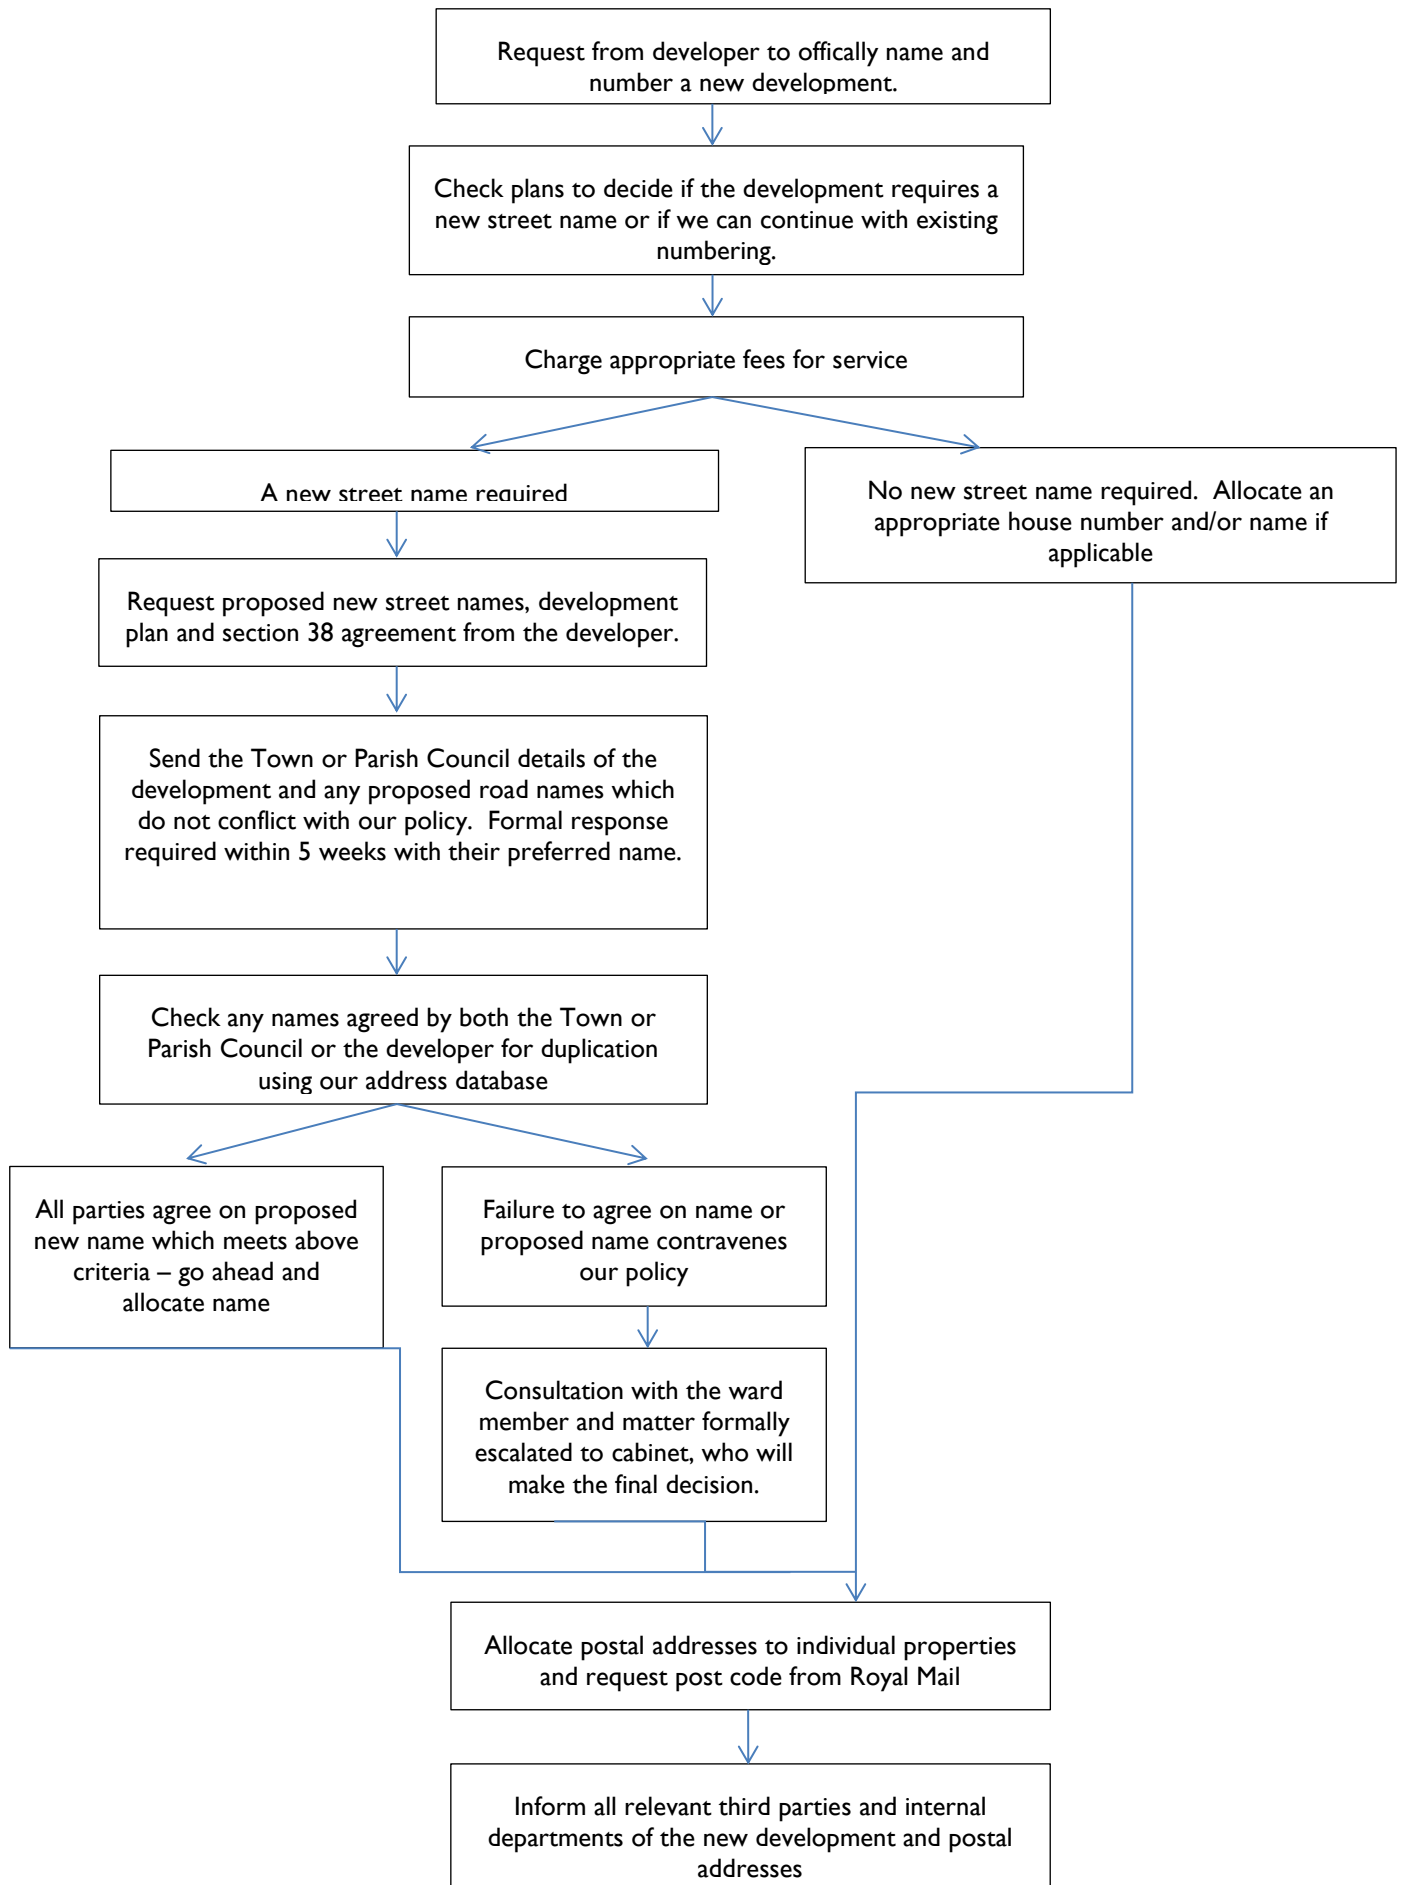 Request from developer to offically name and
number a new development.
Check plans to decide if the development requires a
new street name or if we can continue with existing
numbering.
Charge appropriate fees for service
A new street name required
No new street name required.  Allocate an
appropriate house number and/or name if
applicable
Request proposed new street names, development
plan and section 38 agreement from the developer.
Send the Town or Parish Council details of the
development and any proposed road names which
do not conflict with our policy.  Formal response
required within 5 weeks with their preferred name.
Check any names agreed by both the Town or
Parish Council or the developer for duplication
using our address database
All parties agree on proposed
new name which meets above
criteria – go ahead and
allocate name
Failure to agree on name or
proposed name contravenes
our policy
Consultation with the ward
member and matter formally
escalated to cabinet, who will
make the final decision.
Allocate postal addresses to individual properties
and request post code from Royal Mail
Inform all relevant third parties and internal
departments of the new development and postal
addresses